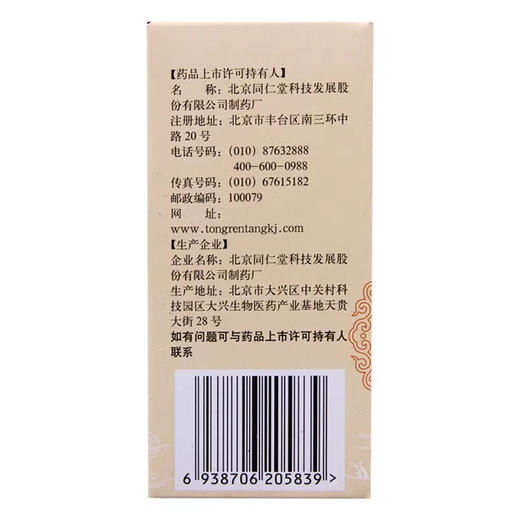 【药品上市许可持有人】
名　　称：北京同仁堂科技发展股
份有限公司制药厂
注册地址：北京市丰台区南三环中
路 20 号
电话号码：（010）87632888
400-600-0988
传真号码：（010）67615182
邮政编码：100079
网　　址：
www.tongrentangkj.com
【生产企业】
企业名称：北京同仁堂科技发展股
份有限公司制药厂
生产地址：北京市大兴区中关村科
技园区大兴生物医药产业基地天贵
大街 28 号
如有问题可与药品上市许可持有人
联系
6 938706 205839 >